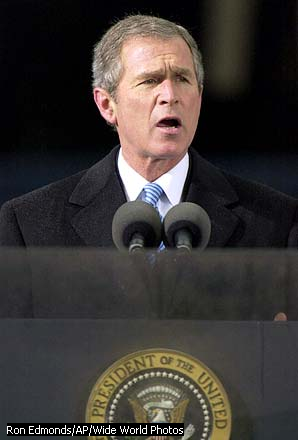 PRESIDENT OF THE UNITED
Ron Edmonds/AP/Wide World Photos